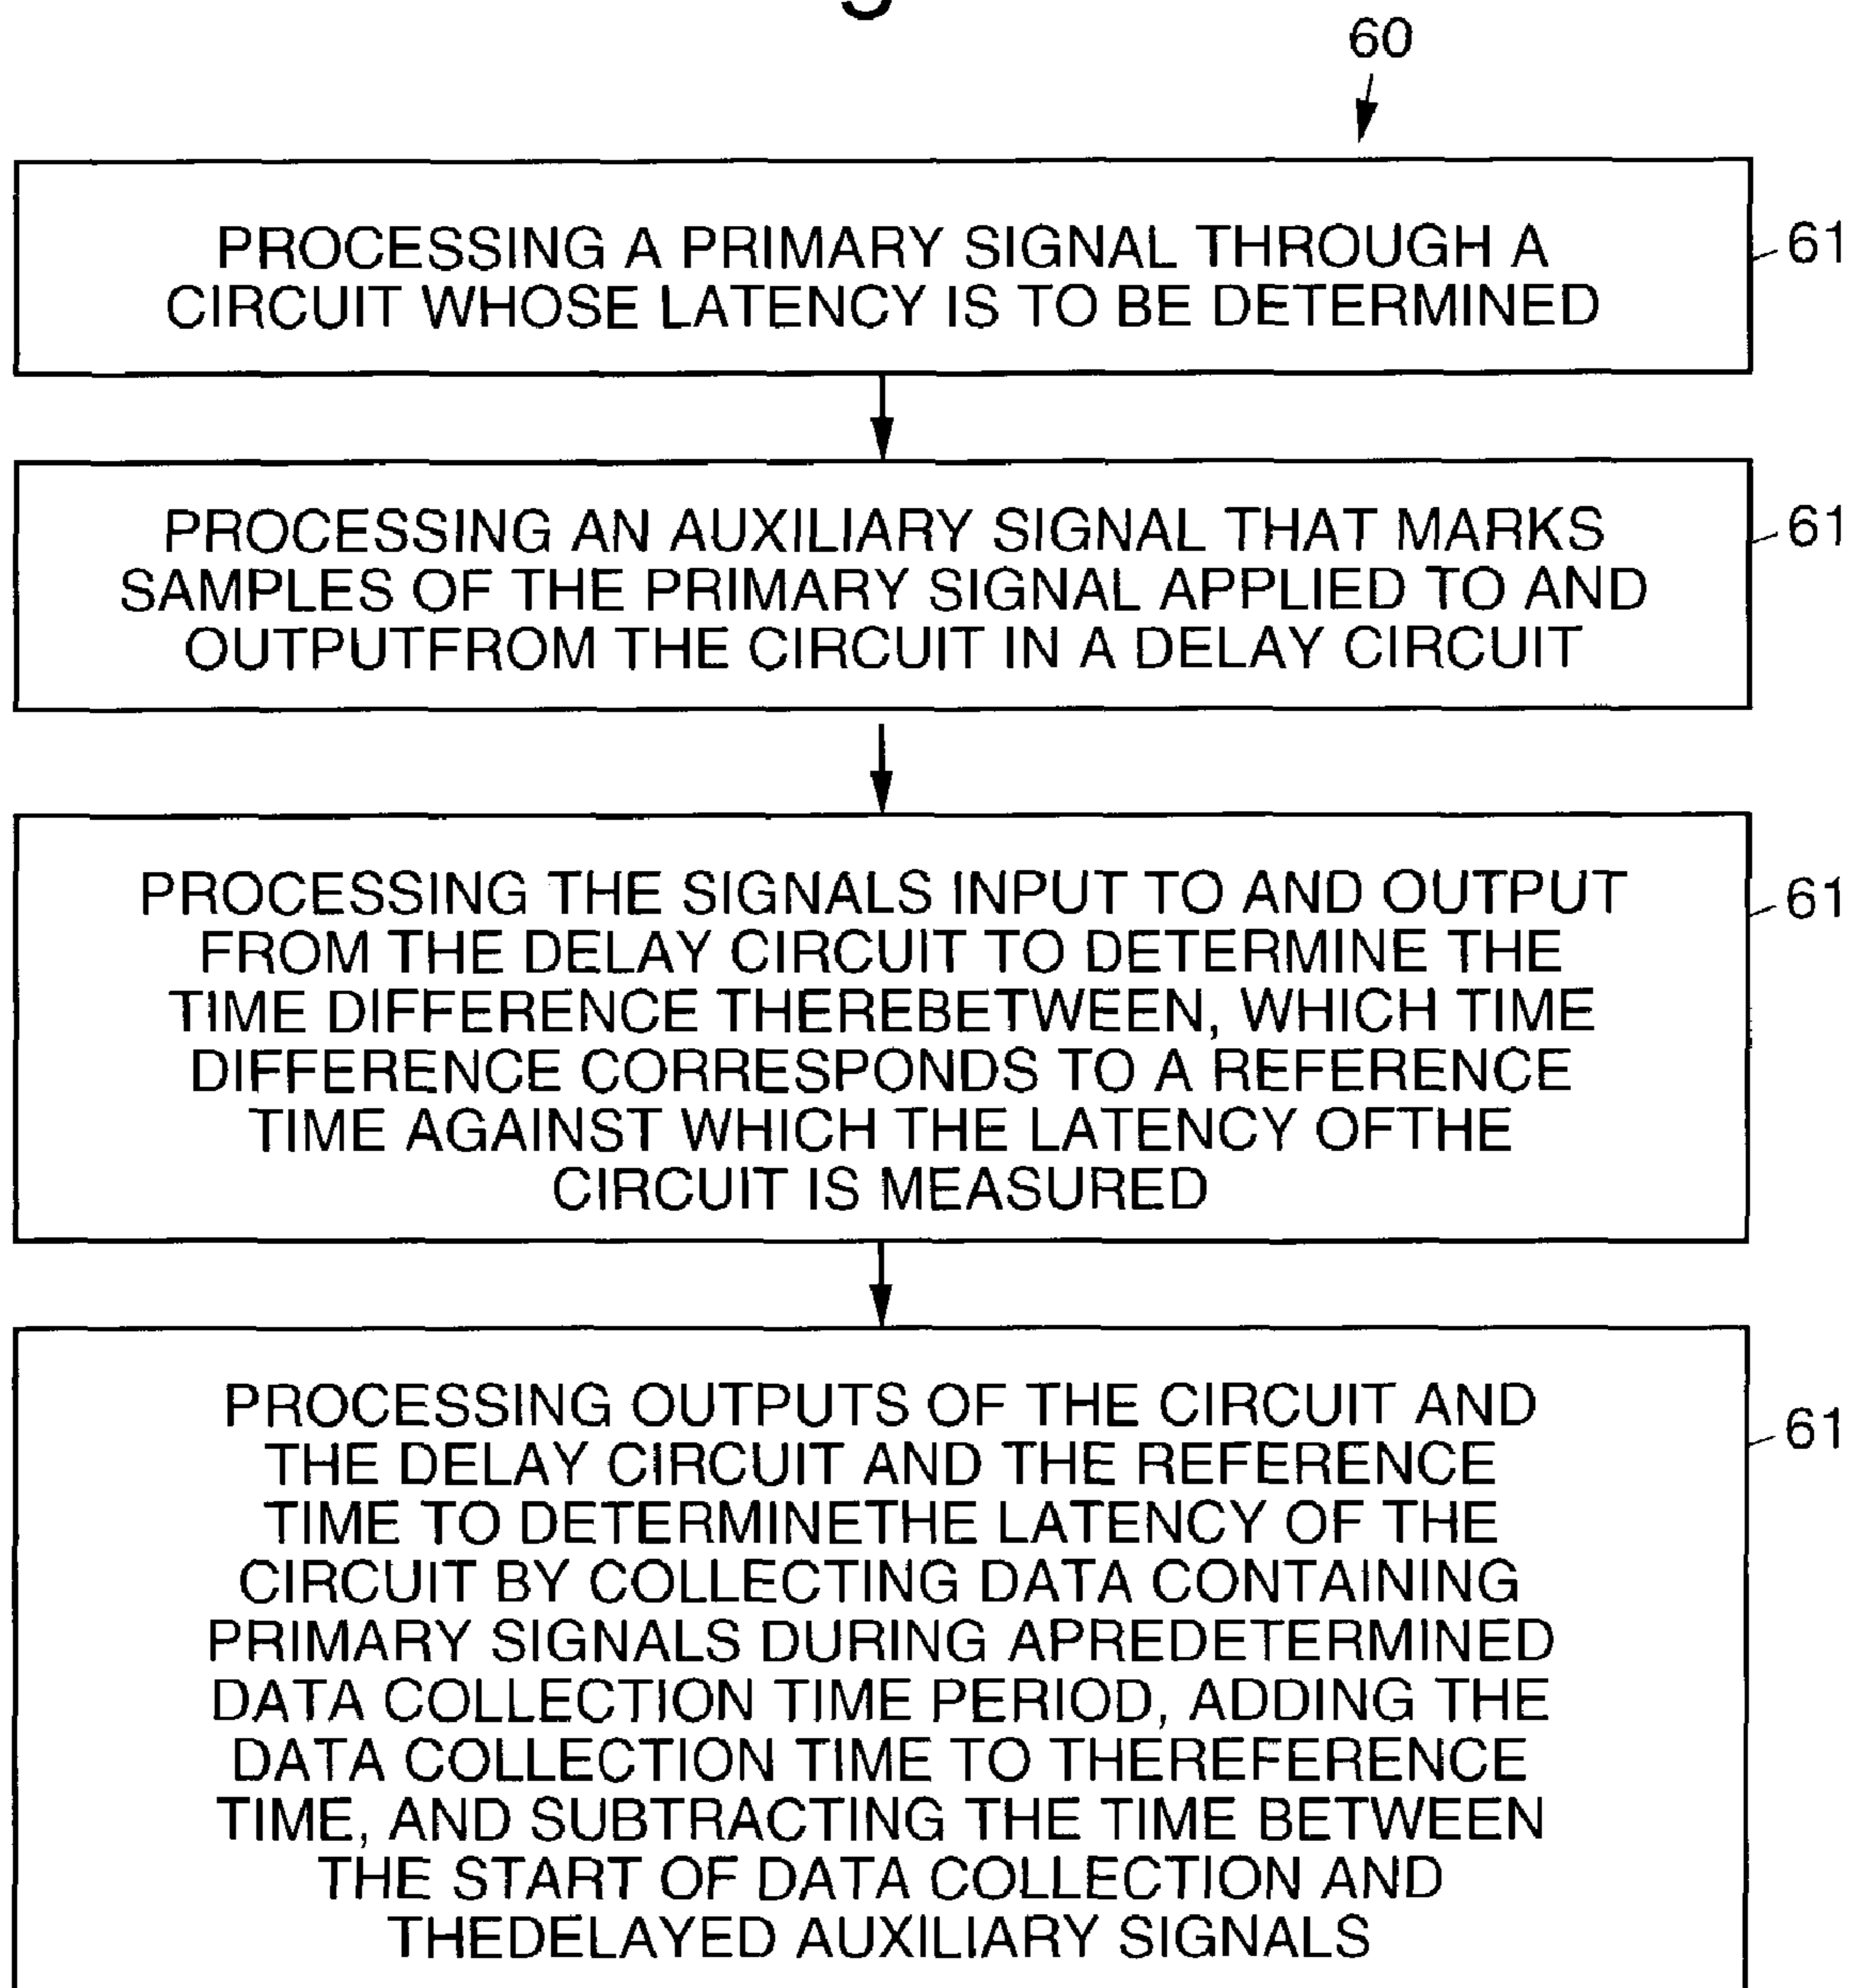 60
PROCESSING A PRIMARY SIGNAL THROUGH A
CIRCUIT WHOSE LATENCY IS TO BE DETERMINED
61
PROCESSING AN AUXILIARY SIGNAL THAT MARKS
SAMPLES OF THE PRIMARY SIGNAL APPLIED TO AND
OUTPUTFROM THE CIRCUIT IN A DELAY CIRCUIT
61
PROCESSING THE SIGNALS INPUT TO AND OUTPUT
FROM THE DELAY CIRCUIT TO DETERMINE THE
TIME DIFFERENCE THEREBETWEEN, WHICH TIME
DIFFERENCE CORRESPONDS TO A REFERENCE
TIME AGAINST WHICH THE LATENCY OFTHE
CIRCUIT IS MEASURED
61
PROCESSING OUTPUTS OF THE CIRCUIT AND
THE DELAY CIRCUIT AND THE REFERENCE
TIME TO DETERMINETHE LATENCY OF THE
CIRCUIT BY COLLECTING DATA CONTAINING
PRIMARY SIGNALS DURING APREDETERMINED
DATA COLLECTION TIME PERIOD, ADDING THE
DATA COLLECTION TIME TO THEREFERENCE
TIME, AND SUBTRACTING THE TIME BETWEEN
THE START OF DATA COLLECTION AND
THEDELAYED AUXILIARY SIGNALS
61